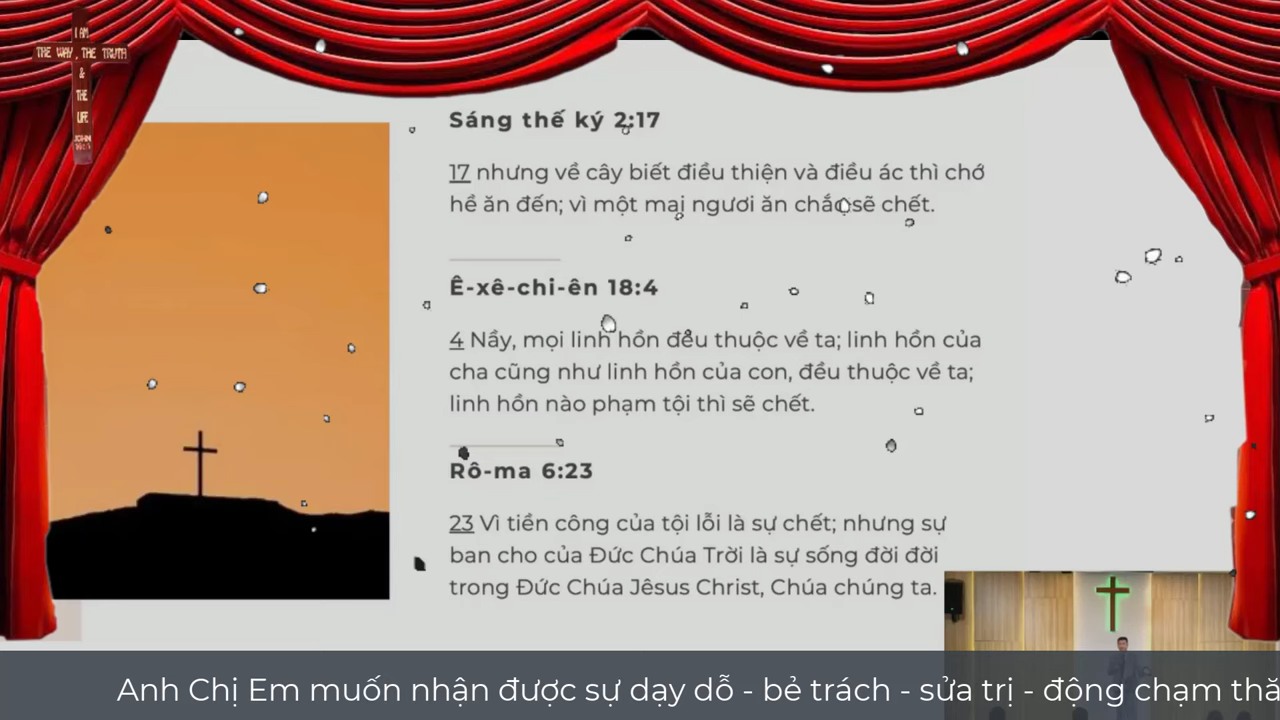 I AM
THE WAY, THE TRUTH
&
THE
LIFE
JOHN
Sáng thế ký 2:17
17 nhưng về cây biết điều thiện và điều ác thì chớ
hề ăn đến; vì một mai ngươi ăn chắc sẽ chết.
Ê-xê-chi-ên 18:4
4 Nầy, mọi linh hồn đều thuộc về ta; linh hồn của
cha cũng như linh hồn của con, đều thuộc về ta;
linh hồn nào phạm tội thì sẽ chết.
Rô-ma 6:23
23 Vì tiền công của tội lỗi là sự chết; nhưng sự
ban cho của Đức Chúa Trời là sự sống đời đời
trong Đức Chúa Jêsus Christ, Chúa chúng ta.
Anh Chị Em muốn nhận được sự dạy dỗ - bẻ trách - sửa trị - động chạm thă